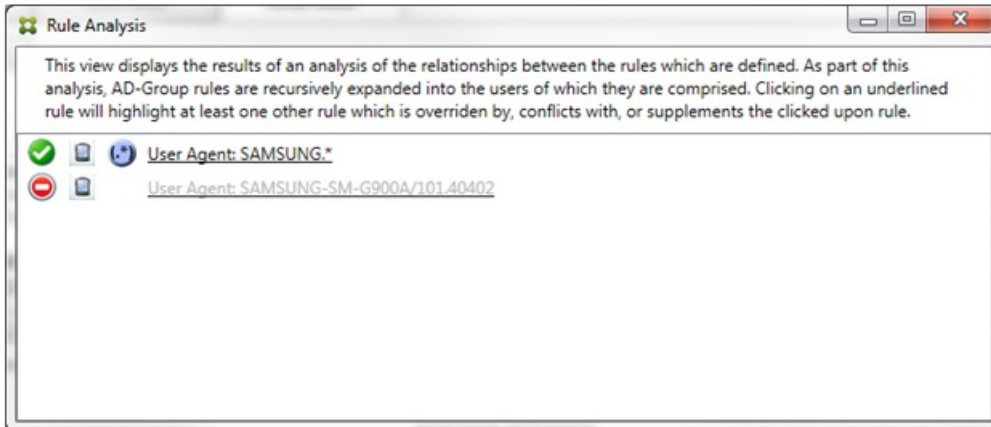 Rule Analysis
This view displays the results of an analysis of the relationships between the rules which are defined. As part of this
analysis, AD-Group rules are recursively expanded into the users of which they are comprised. Clicking on an underlined
rule will highlight at least one other rule which is overriden by, conflicts with, or supplements the clicked upon rule.
(.*) User Agent: SAMSUNG.*
User Agent: SAMSUNG-SM-G900A/101.40402